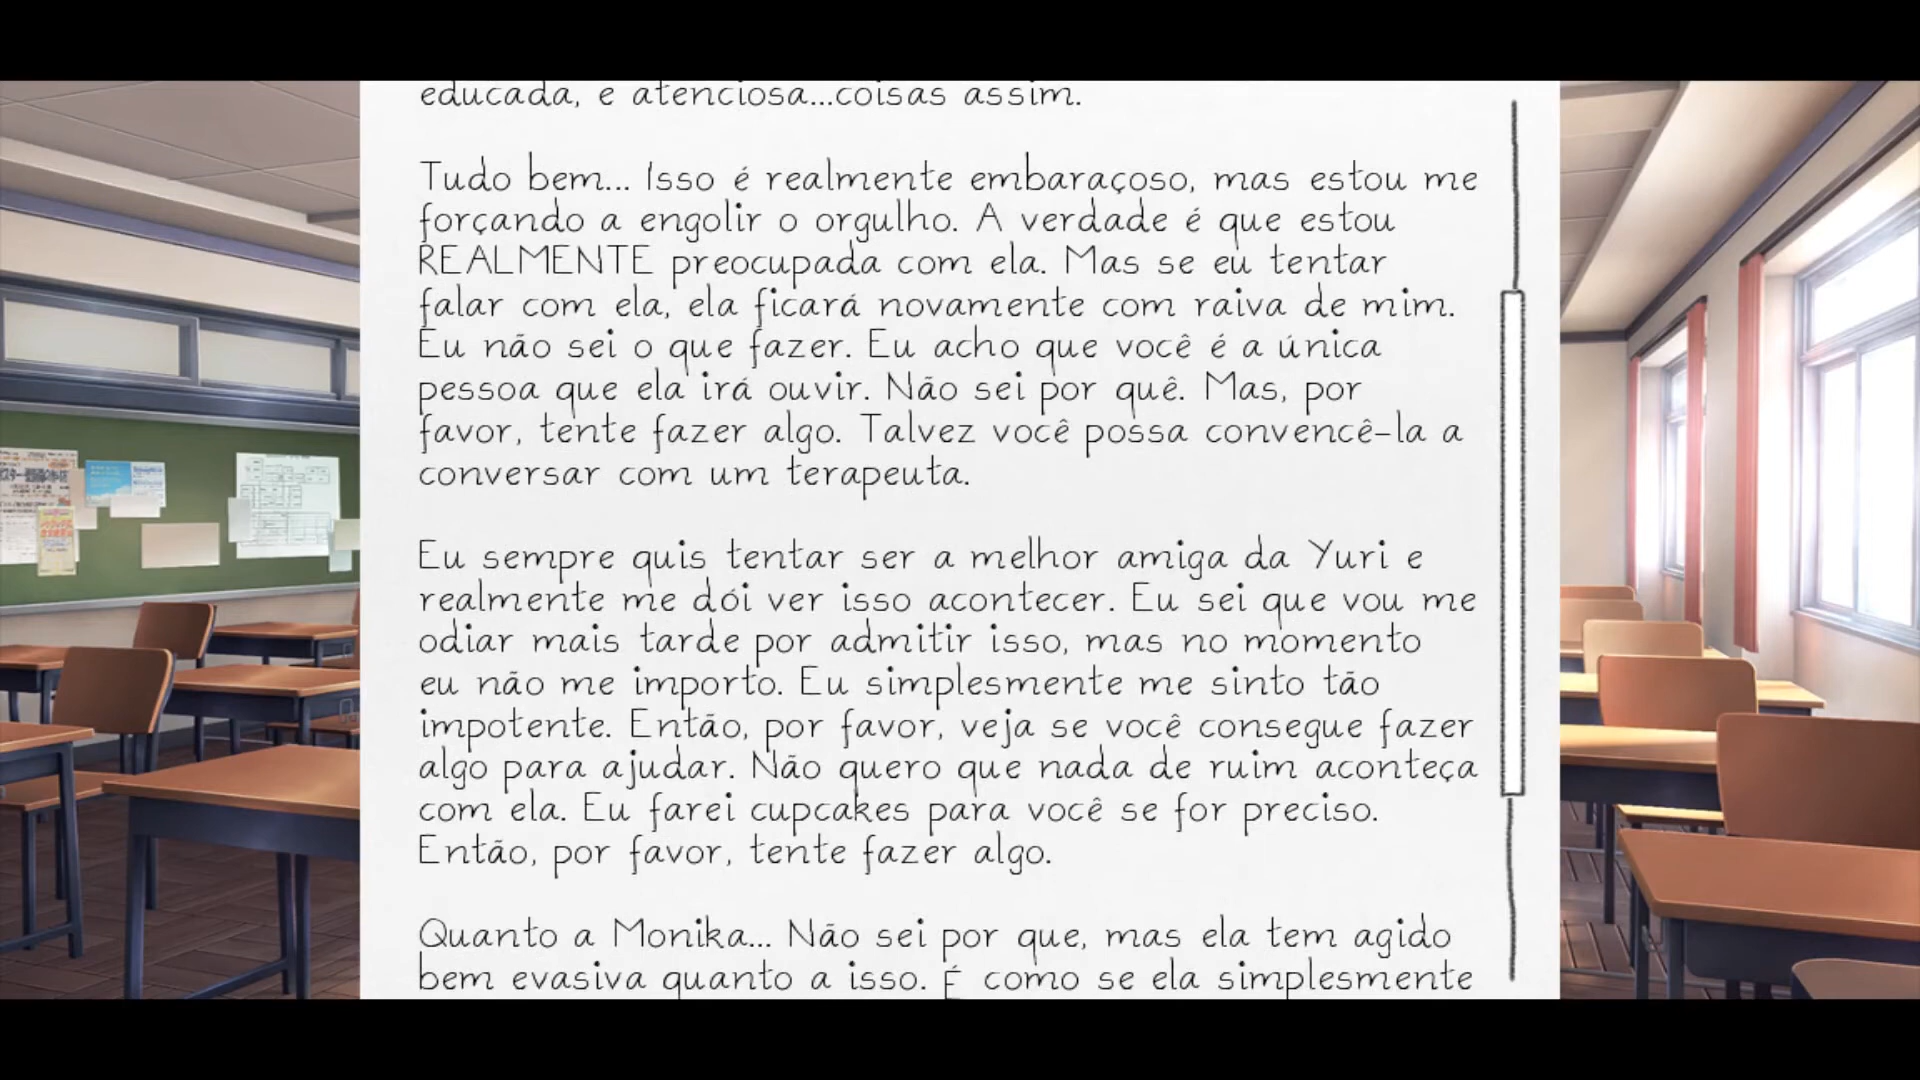 educada, e atenciosa...coisas assim.
Tudo bem... Isso é realmente embaraçoso, mas estou me
forçando a engolir o orgulho. A verdade é que estou
REALMENTE preocupada com ela. Mas se eu tentar
falar com ela, ela ficará novamente com raiva de mim.
Eu não sei o que fazer. Eu acho que você é a única
pessoa que ela irá ouvir. Não sei por quê. Mas, por
favor, tente fazer algo. Talvez você possa convencê-la a
conversar com um terapeuta.
Eu sempre quis tentar ser a melhor amiga da Yuri e
realmente me dói ver isso acontecer. Eu sei que vou me
odiar mais tarde por admitir isso, mas no momento
eu não me importo. Eu simplesmente me sinto tão
impotente. Então, por favor, veja se você consegue fazer
algo para ajudar. Não quero que nada de ruim aconteça
com ela. Eu farei cupcakes para você se for preciso.
Então, por favor, tente fazer algo.
Quanto a Monika... Não sei por que, mas ela tem agido
bem evasiva quanto a isso. É como se ela simplesmente